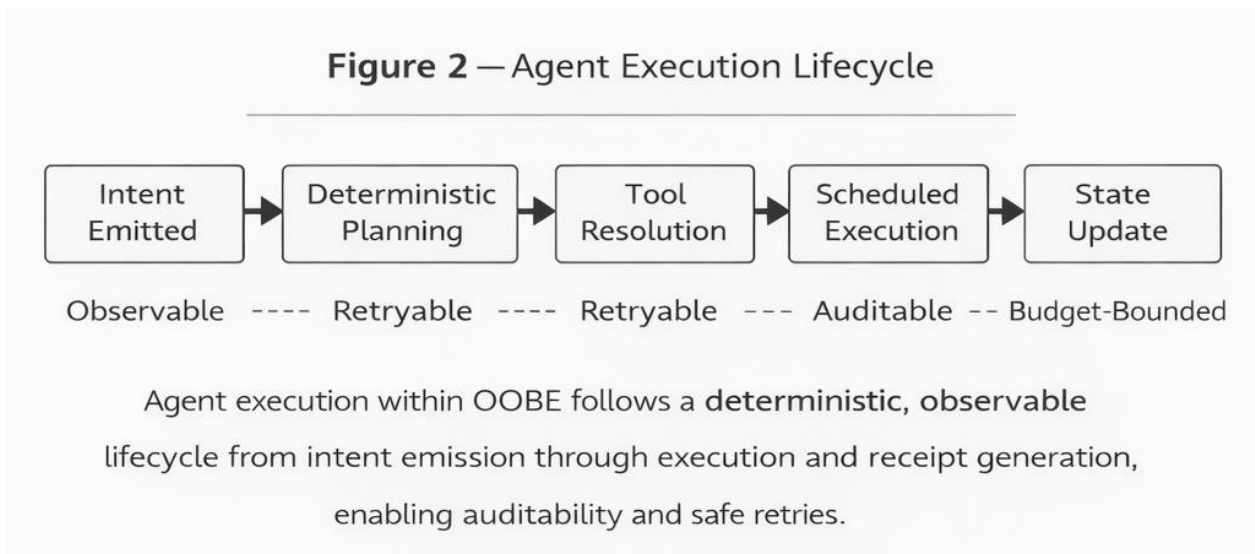 Figure 2 — Agent Execution Lifecycle
Intent Emitted
Deterministic Planning
Tool Resolution
Scheduled Execution
State Update
Observable ---- Retryable ---- Retryable --- Auditable -- Budget-Bounded
Agent execution within OOBE follows a deterministic, observable
lifecycle from intent emission through execution and receipt generation,
enabling auditability and safe retries.